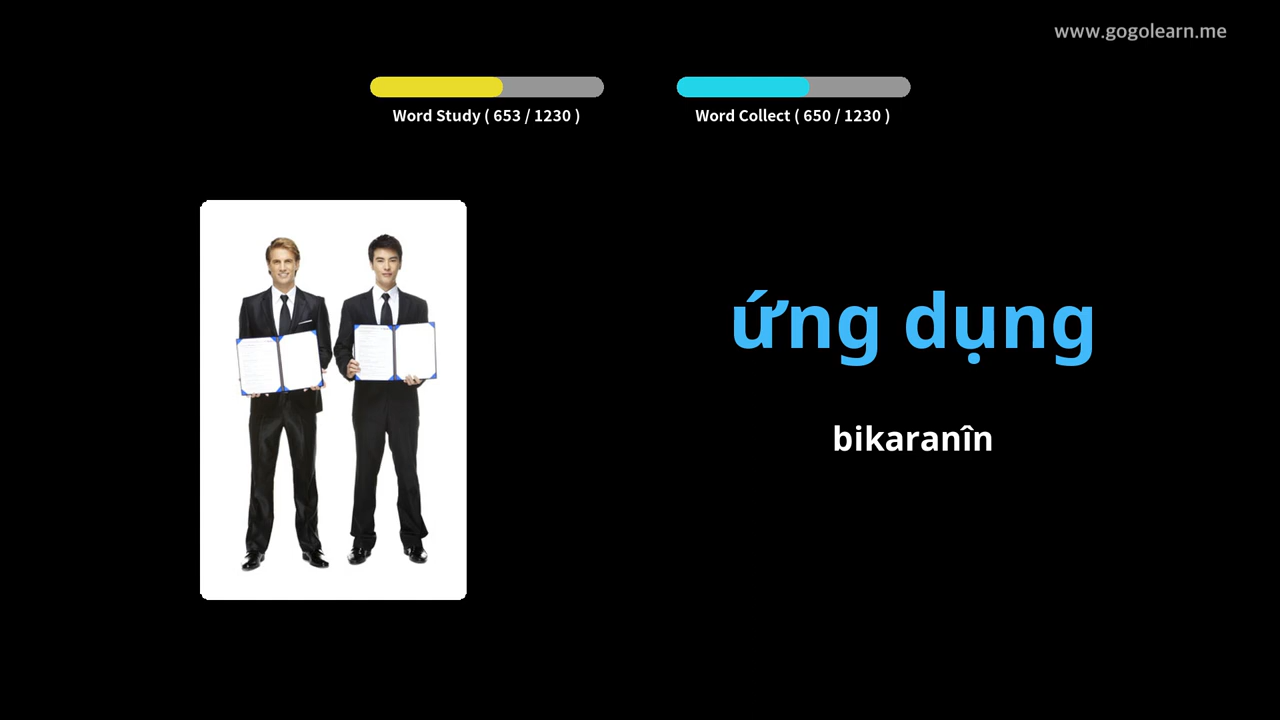 www.gogolearn.me
Word Study ( 653 / 1230 )
Word Collect ( 650 / 1230 )
ứng dụng
bikaranîn